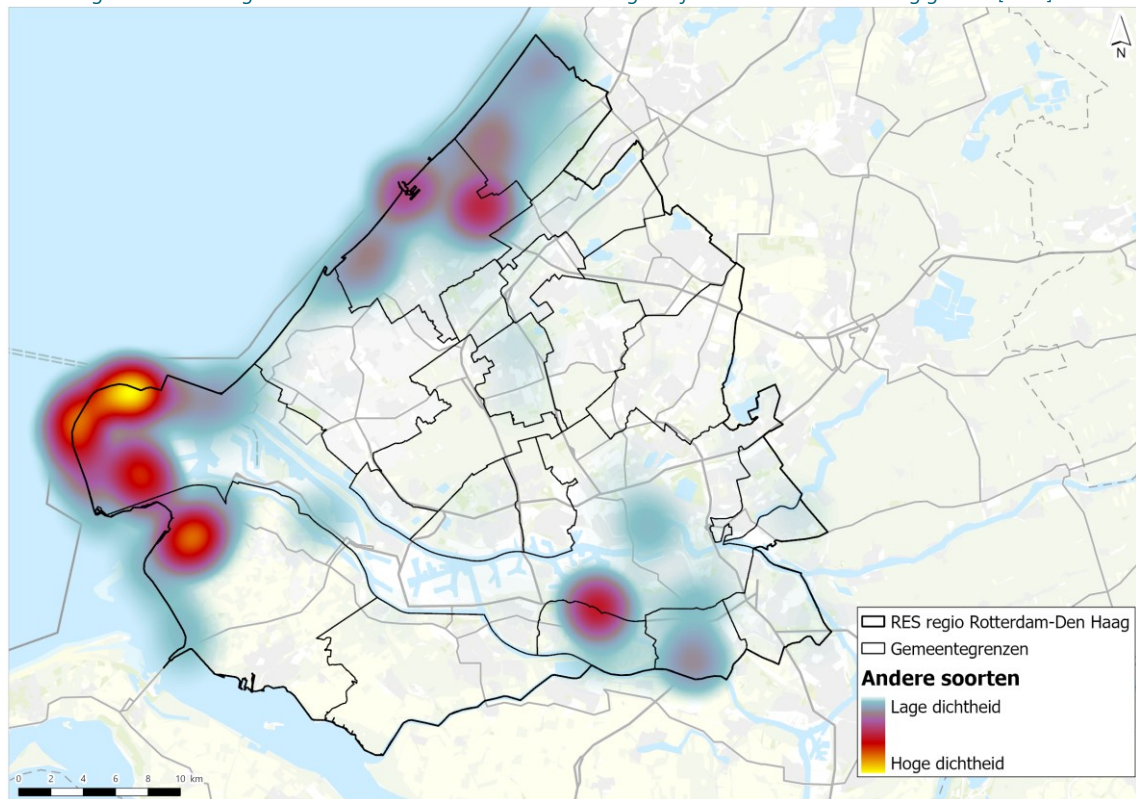 N
RES regio Rotterdam-Den Haag
Gemeentegrenzen
Andere soorten
Lage dichtheid
Hoge dichtheid
0 2 4 6 8 10 km